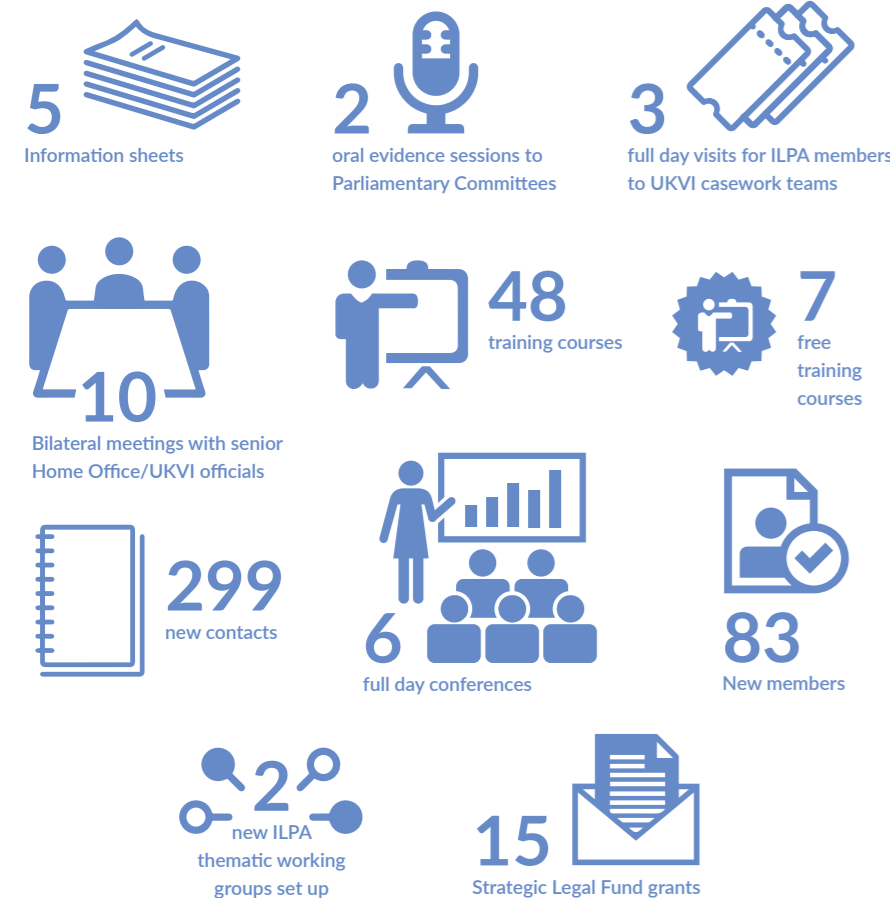 5
Information sheets
2
oral evidence sessions to
Parliamentary Committees
3
full day visits for ILPA members
to UKVI casework teams
10
Bilateral meetings with senior
Home Office/UKVI officials
48
training courses
7
free
training
courses
299
new contacts
6
full day conferences
83
New members
2
new ILPA
thematic working
groups set up
15
Strategic Legal Fund grants